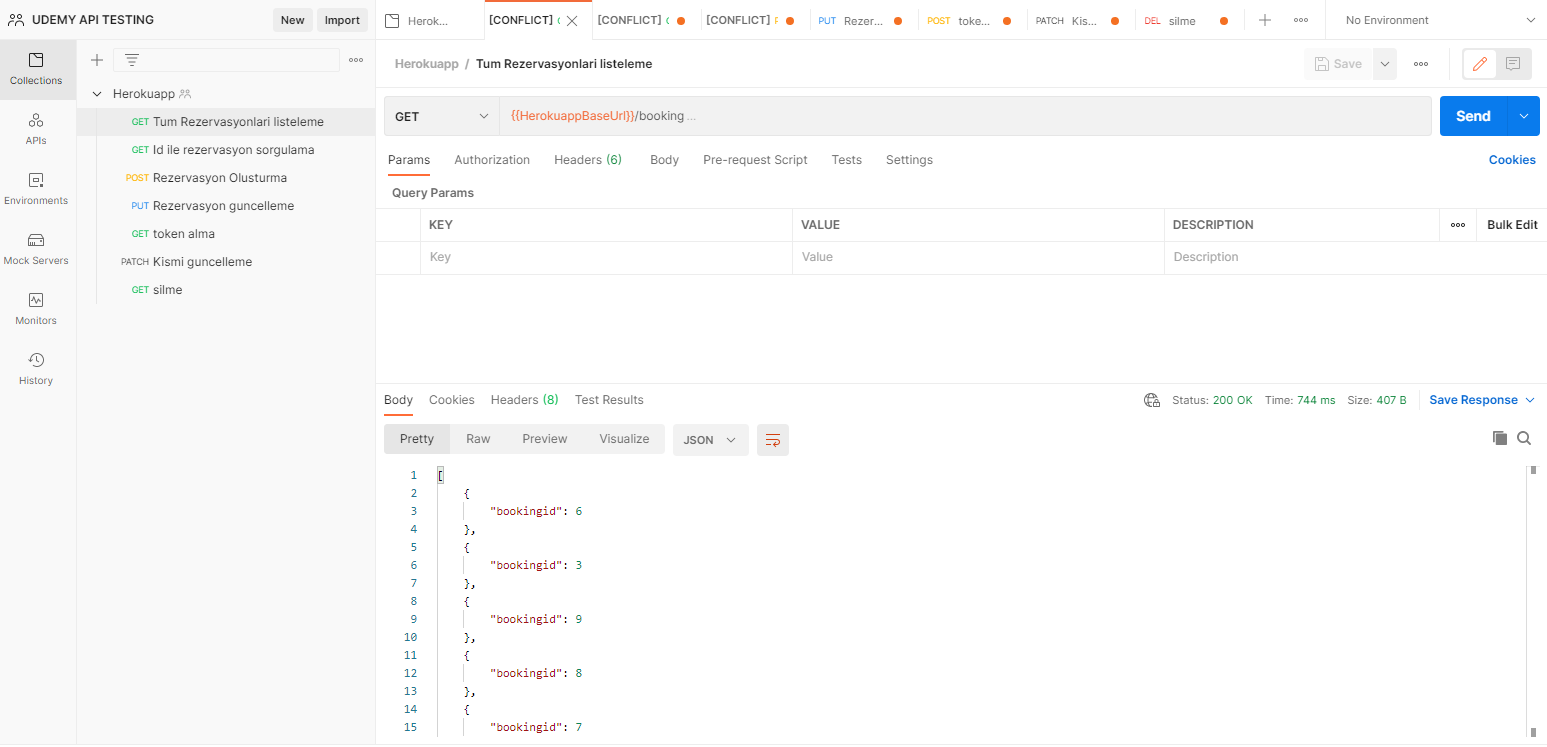 UDEMY API TESTING New Import Herok... [CONFLICT] [CONFLICT] [CONFLICT] PUT Rezer... POST toke... PATCH Kis... DEL silme No Environment
Collections
APIs
Environments
Mock Servers
Monitors
History
Herokuapp
GET Tum Rezervasyonlari listeleme
GET Id ile rezervasyon sorgulama
POST Rezervasyon Olusturma
PUT Rezervasyon guncelleme
GET token alma
PATCH Kismi guncelleme
GET silme
Herokuapp / Tum Rezervasyonlari listeleme Save
GET {{HerokuappBaseUrl}}/booking ... Send
Params Authorization Headers (6) Body Pre-request Script Tests Settings Cookies
Query Params
KEY VALUE DESCRIPTION Bulk Edit
Key Value Description
Body Cookies Headers (8) Test Results Status: 200 OK Time: 744 ms Size: 407 B Save Response
Pretty Raw Preview Visualize JSON
1 [
2 {
3 "bookingid": 6
4 },
5 {
6 "bookingid": 3
7 },
8 {
9 "bookingid": 9
10 },
11 {
12 "bookingid": 8
13 },
14 {
15 "bookingid": 7